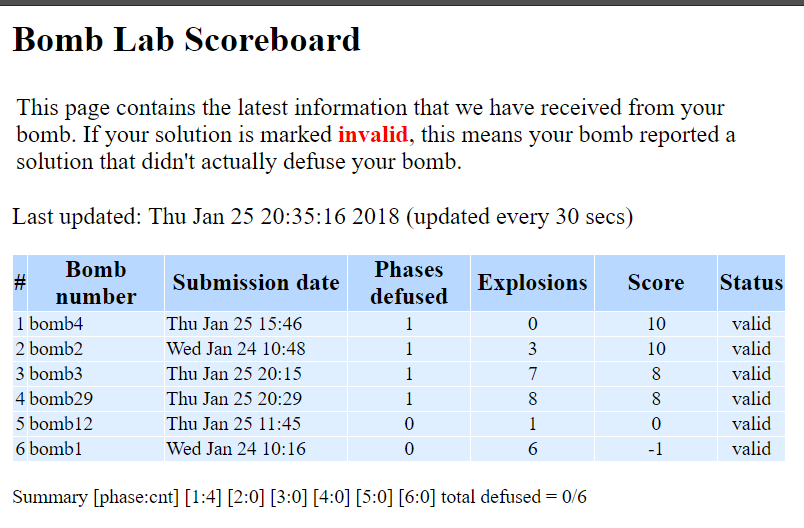 Bomb Lab Scoreboard
This page contains the latest information that we have received from your
bomb. If your solution is marked invalid, this means your bomb reported a
solution that didn't actually defuse your bomb.
Last updated: Thu Jan 25 20:35:16 2018 (updated every 30 secs)
# Bomb number Submission date Phases defused Explosions Score Status
1 bomb4 Thu Jan 25 15:46 1 0 10 valid
2 bomb2 Wed Jan 24 10:48 1 3 10 valid
3 bomb3 Thu Jan 25 20:15 1 7 8 valid
4 bomb29 Thu Jan 25 20:29 1 8 8 valid
5 bomb12 Thu Jan 25 11:45 0 1 0 valid
6 bomb1 Wed Jan 24 10:16 0 6 -1 valid
Summary [phase:cnt] [1:4] [2:0] [3:0] [4:0] [5:0] [6:0] total defused = 0/6